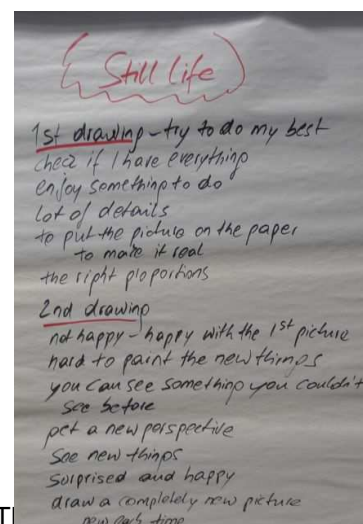 Still life
1st drawing - try to do my best
check if I have everything
enjoy something to do
lot of details
to put the picture on the paper
to make it real
the right proportions
2nd drawing
not happy - happy with the 1st picture
hard to paint the new things
you can see something you couldn't
see before
get a new perspective
see new things
surprised and happy
draw a completely new picture
new each time